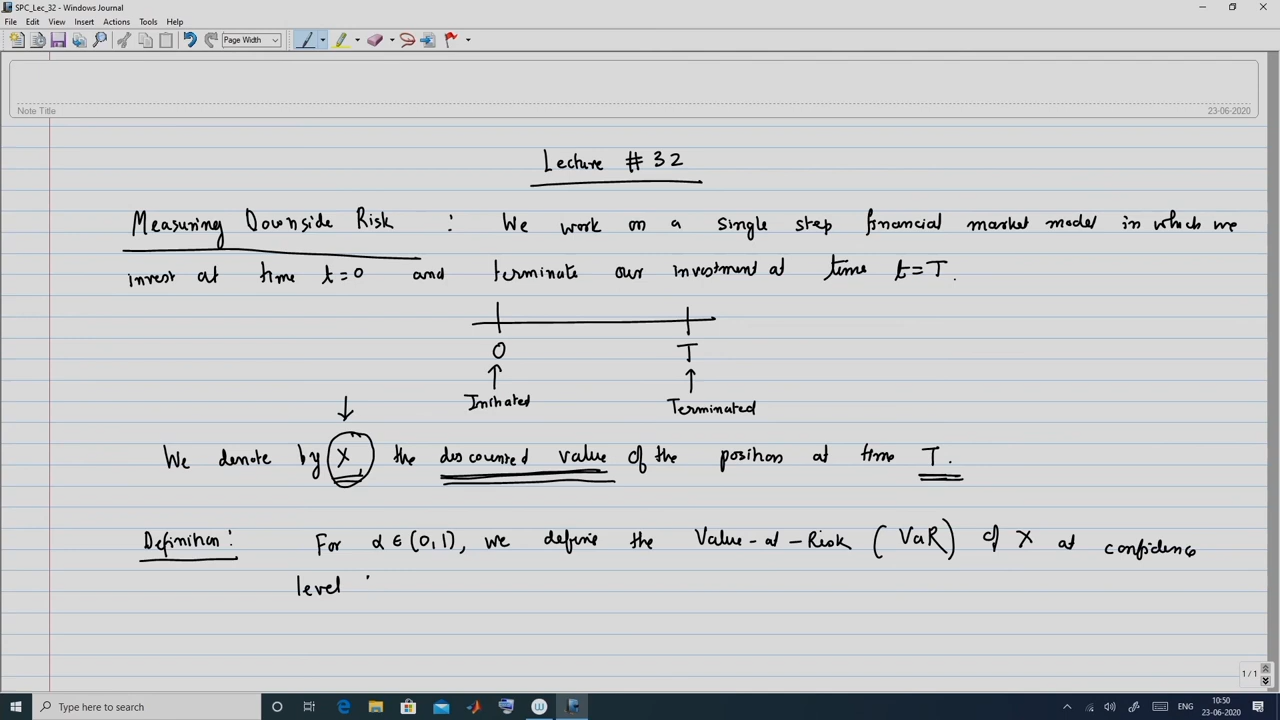 SPC_Lec_32 - Windows Journal
File Edit View Insert Actions Tools Help
Page Width
Note Title
23-06-2020
Lecture # 32
Measuring Downside Risk : We work on a single step financial market model in which we
invest at time t=0 and terminate our investment at time t=T.
0 T
Initiated Terminated
We denote by X the discounted value of the position at time T.
Definition: For α ∈ (0,1), we define the Value-at-Risk (VaR) of X at confidence
level
1/1
Type here to search
10:50
23-06-2020